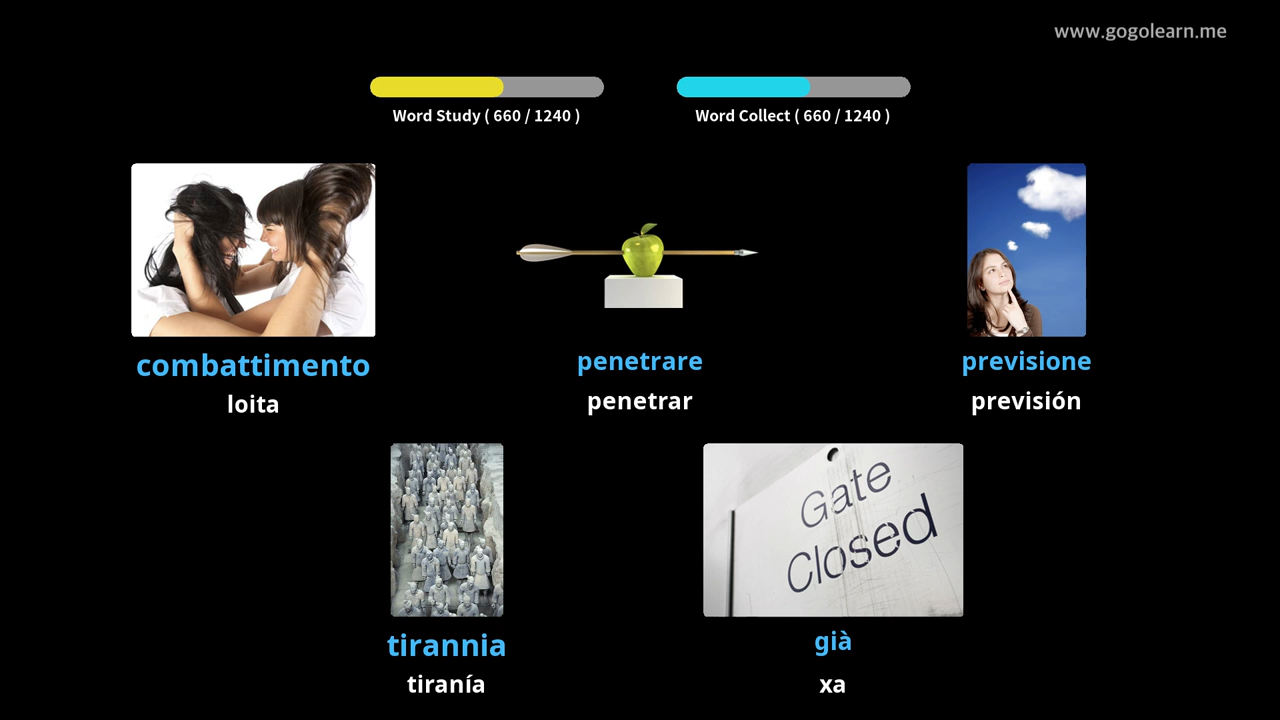 www.gogolearn.me
Word Study ( 660 / 1240 )
Word Collect ( 660 / 1240 )
combattimento
loita
penetrare
penetrar
previsione
previsión
Gate
Closed
tirannia
tiranía
già
xa